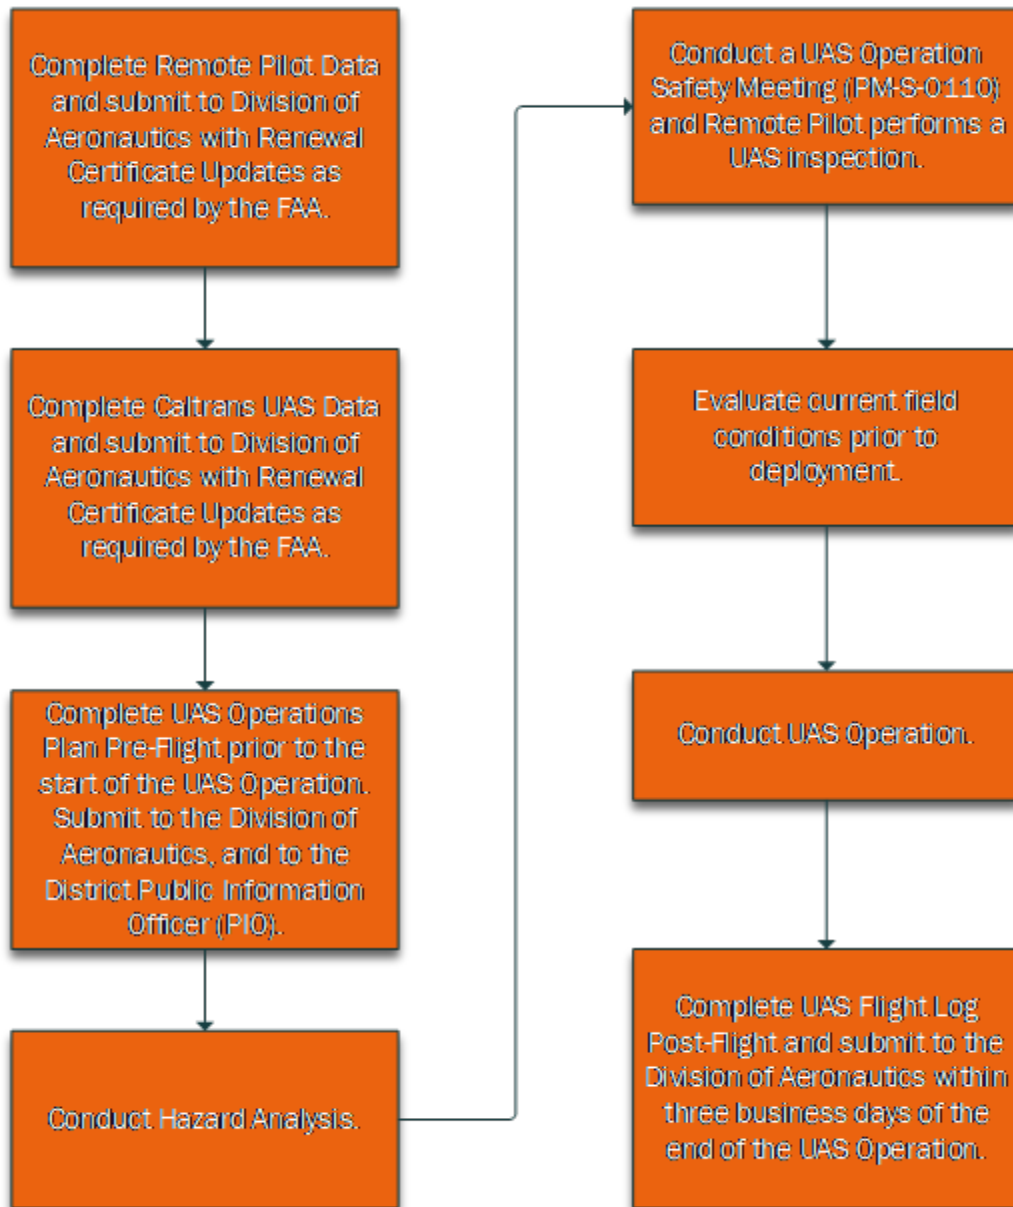 Complete Remote Pilot Data
and submit to Division of
Aeronautics with Renewal
Certificate Updates as
required by the FAA.
Complete Caltrans UAS Data
and submit to Division of
Aeronautics with Renewal
Certificate Updates as
required by the FAA.
Complete UAS Operations
Plan Pre-Flight prior to the
start of the UAS Operation.
Submit to the Division of
Aeronautics, and to the
District Public Information
Officer (PIO).
Conduct Hazard Analysis.
Conduct a UAS Operation
Safety Meeting (PM-S-0110)
and Remote Pilot performs a
UAS inspection.
Evaluate current field
conditions prior to
deployment.
Conduct UAS Operation.
Complete UAS Flight Log
Post-Flight and submit to the
Division of Aeronautics within
three business days of the
end of the UAS Operation.